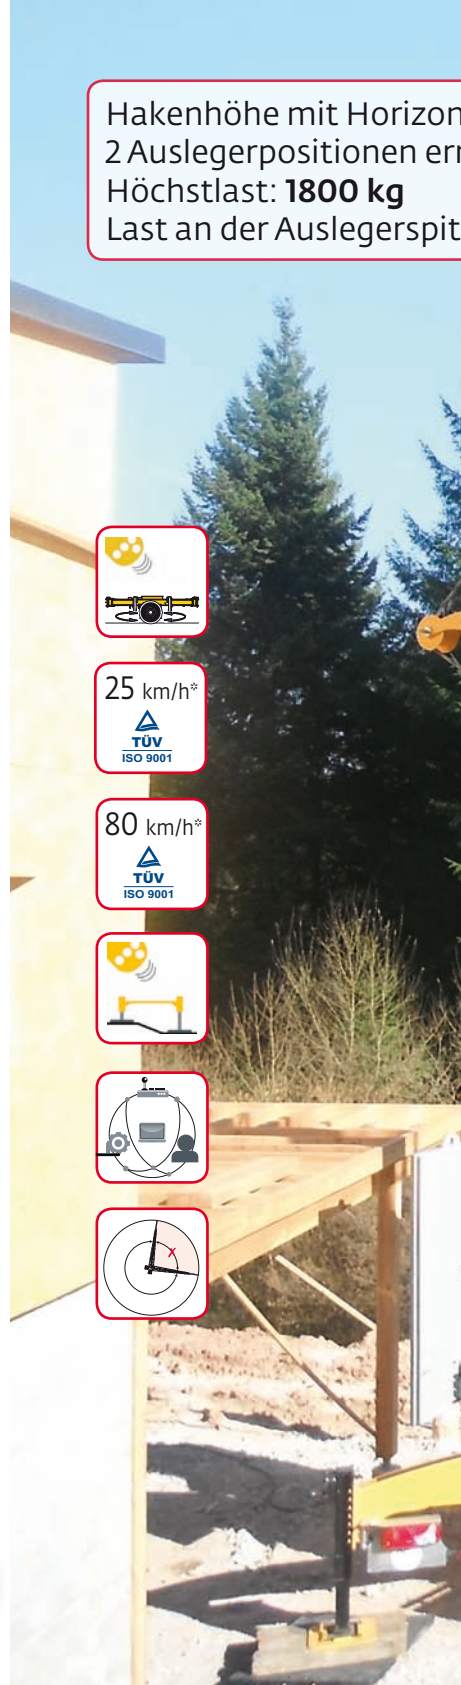 Hakenhöhe mit Horizon
2 Auslegerpositionen er
Höchstlast: 1800 kg
Last an der Auslegerspit
25 km/h*
TÜV
ISO 9001
80 km/h*
TÜV
ISO 9001
X